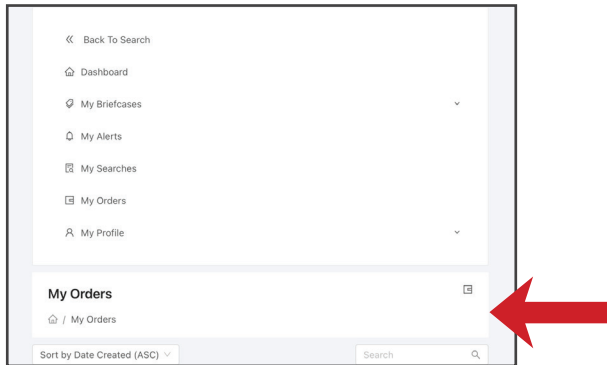 Back To Search
Dashboard
My Briefcases
My Alerts
My Searches
My Orders
My Profile
My Orders
/ My Orders
Sort by Date Created (ASC)
Search